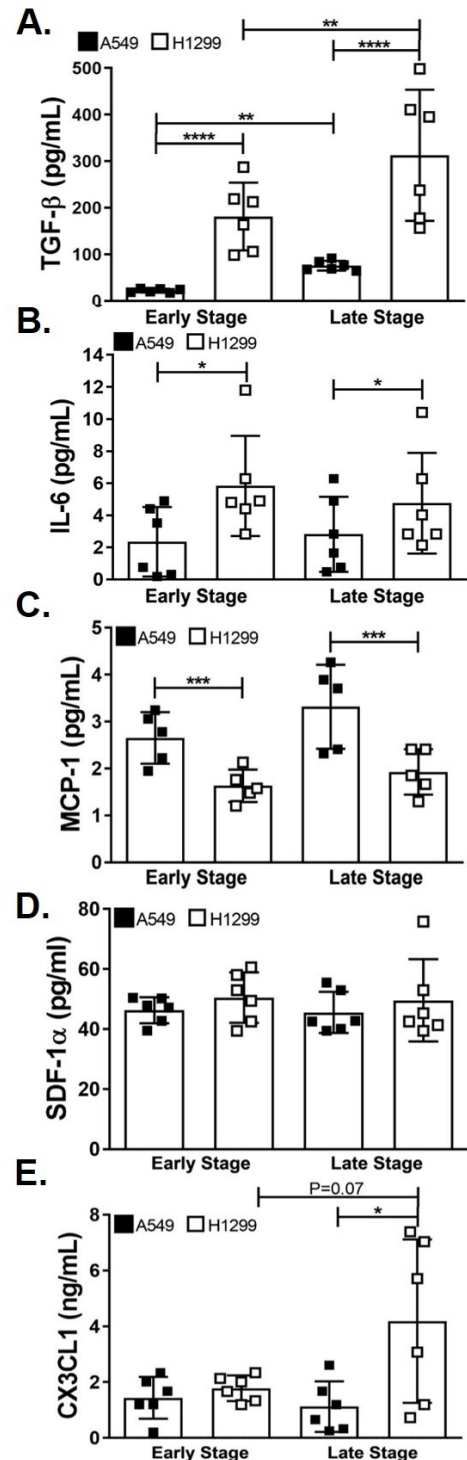 A.
A549 H1299
**
****
**
****
TGF-β (pg/mL)
500
400
300
200
100
0
Early Stage Late Stage
B.
A549 H1299
* *
IL-6 (pg/mL)
14
12
10
8
6
4
2
0
Early Stage Late Stage
C.
A549 H1299
***
***
MCP-1 (pg/mL)
5
4
3
2
1
0
Early Stage Late Stage
D.
A549 H1299
SDF-1α (pg/ml)
80
60
40
20
0
Early Stage Late Stage
E.
P=0.07
A549 H1299
*
CX3CL1 (ng/mL)
8
6
4
2
0
Early Stage Late Stage